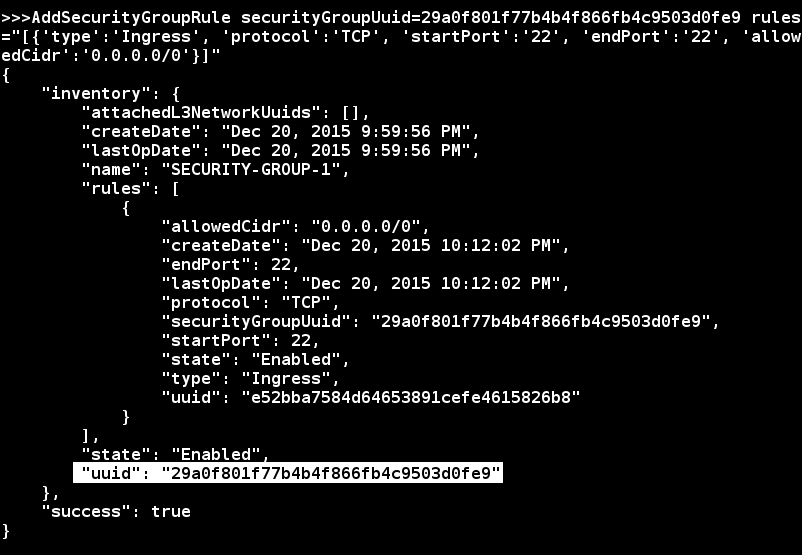 >>>AddSecurityGroupRule securityGroupUuid=29a0f801f77b4b4f866fb4c9503d0fe9 rules
="[{'type':'Ingress', 'protocol':'TCP', 'startPort':'22', 'endPort':'22', 'allow
edCidr':'0.0.0.0/0'}]"
{
    "inventory": {
        "attachedL3NetworkUuids": [],
        "createDate": "Dec 20, 2015 9:59:56 PM",
        "lastOpDate": "Dec 20, 2015 9:59:56 PM",
        "name": "SECURITY-GROUP-1",
        "rules": [
            {
                "allowedCidr": "0.0.0.0/0",
                "createDate": "Dec 20, 2015 10:12:02 PM",
                "endPort": 22,
                "lastOpDate": "Dec 20, 2015 10:12:02 PM",
                "protocol": "TCP",
                "securityGroupUuid": "29a0f801f77b4b4f866fb4c9503d0fe9",
                "startPort": 22,
                "state": "Enabled",
                "type": "Ingress",
                "uuid": "e52bba7584d64653891cefe4615826b8"
            }
        ],
        "state": "Enabled",
        "uuid": "29a0f801f77b4b4f866fb4c9503d0fe9"
    },
    "success": true
}